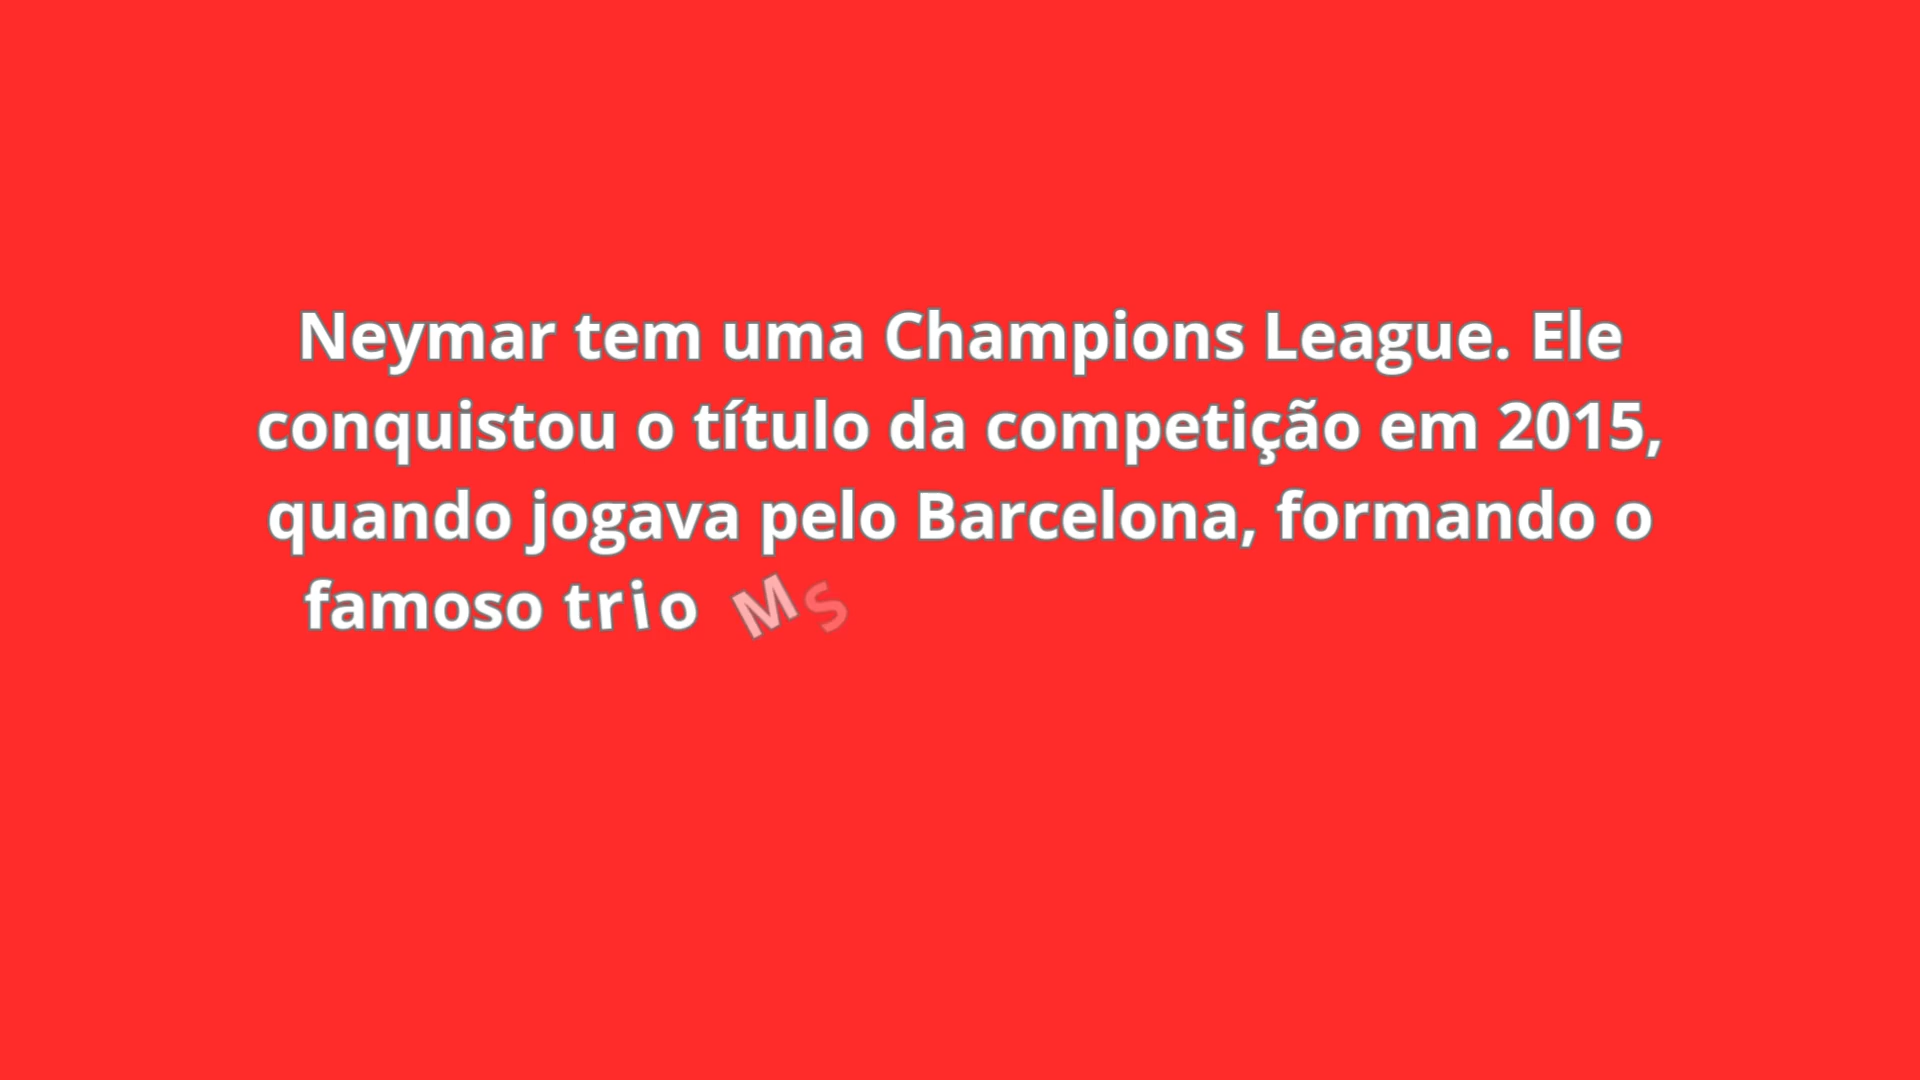 Neymar tem uma Champions League. Ele
conquistou o título da competição em 2015,
quando jogava pelo Barcelona, formando o
famoso trio MS